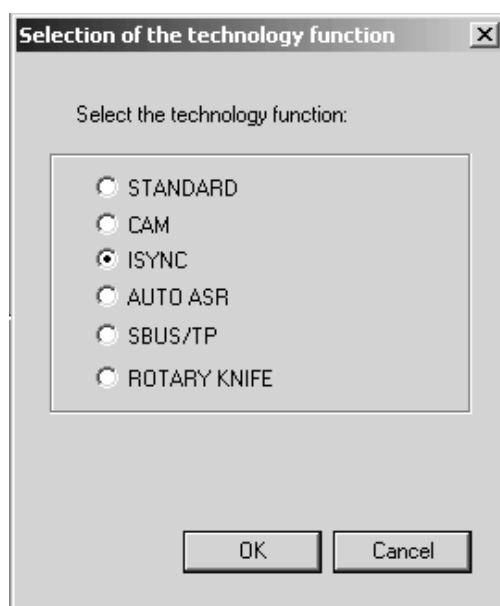 Selection of the technology function
Select the technology function:
STANDARD
CAM
ISYNC
AUTO ASR
SBUS/TP
ROTARY KNIFE
OK Cancel